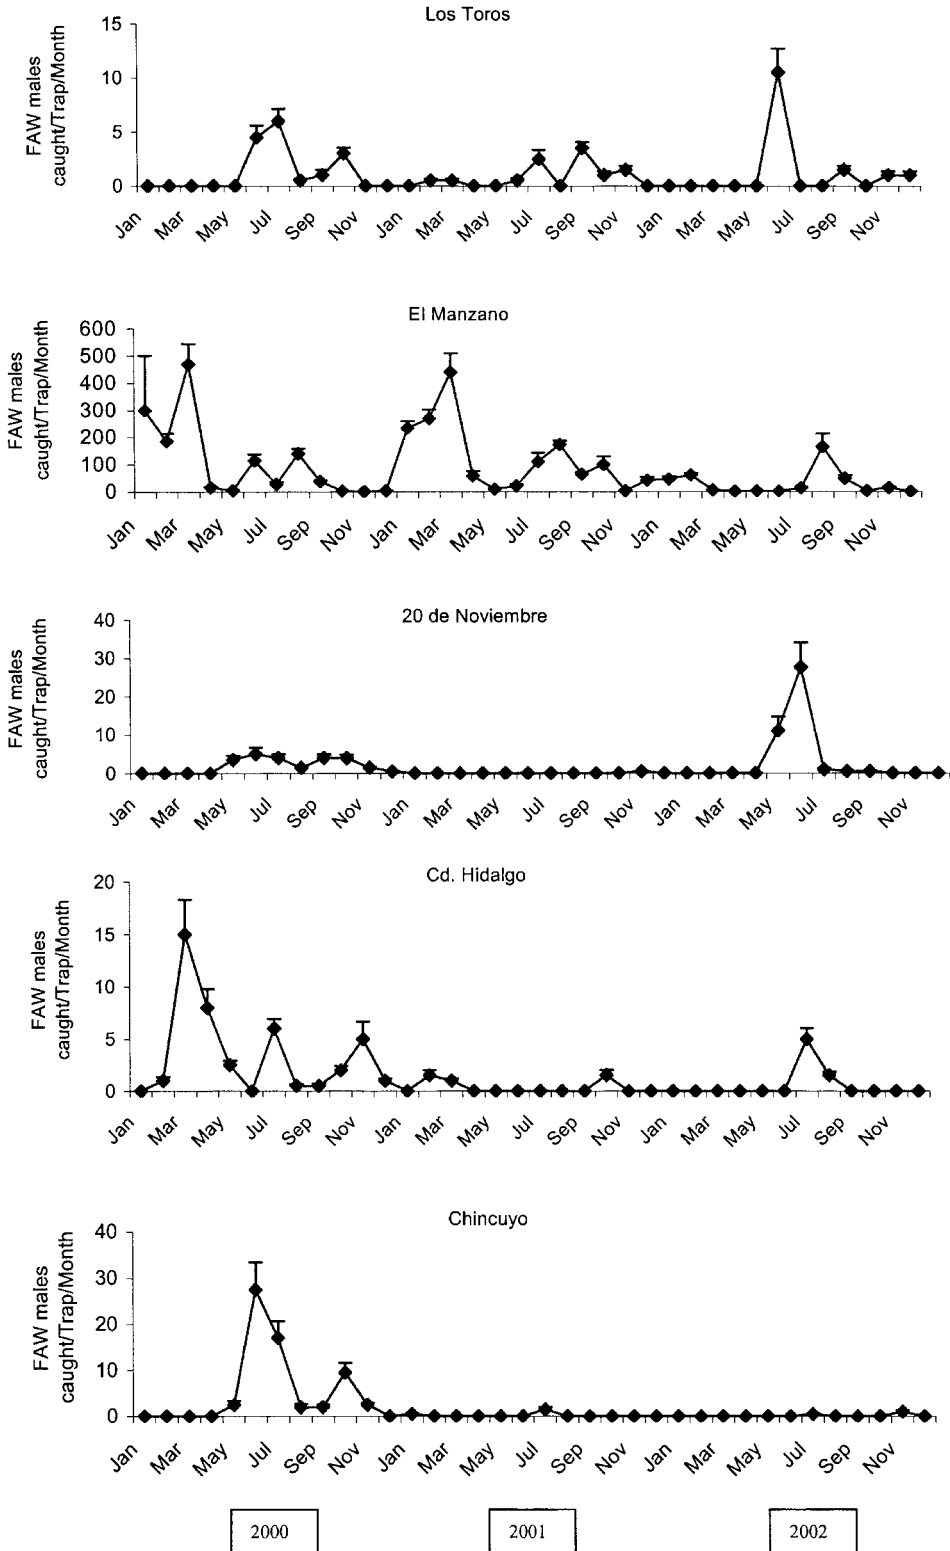 Los Toros
FAW males
caught/Trap/Month
15
10
5
0
Jan Mar May Jul Sep Nov Jan Mar May Jul Sep Nov Jan Mar May Jul Sep Nov
El Manzano
FAW males
caught/Trap/Month
600
500
400
300
200
100
0
Jan Mar May Jul Sep Nov Jan Mar May Jul Sep Nov Jan Mar May Jul Sep Nov
20 de Noviembre
FAW males
caught/Trap/Month
40
30
20
10
0
Jan Mar May Jul Sep Nov Jan Mar May Jul Sep Nov Jan Mar May Jul Sep Nov
Cd. Hidalgo
FAW males
caught/Trap/Month
20
15
10
5
0
Jan Mar May Jul Sep Nov Jan Mar May Jul Sep Nov Jan Mar May Jul Sep Nov
Chincuyo
FAW males
caught/Trap/Month
40
30
20
10
0
Jan Mar May Jul Sep Nov Jan Mar May Jul Sep Nov Jan Mar May Jul Sep Nov
2000 2001 2002